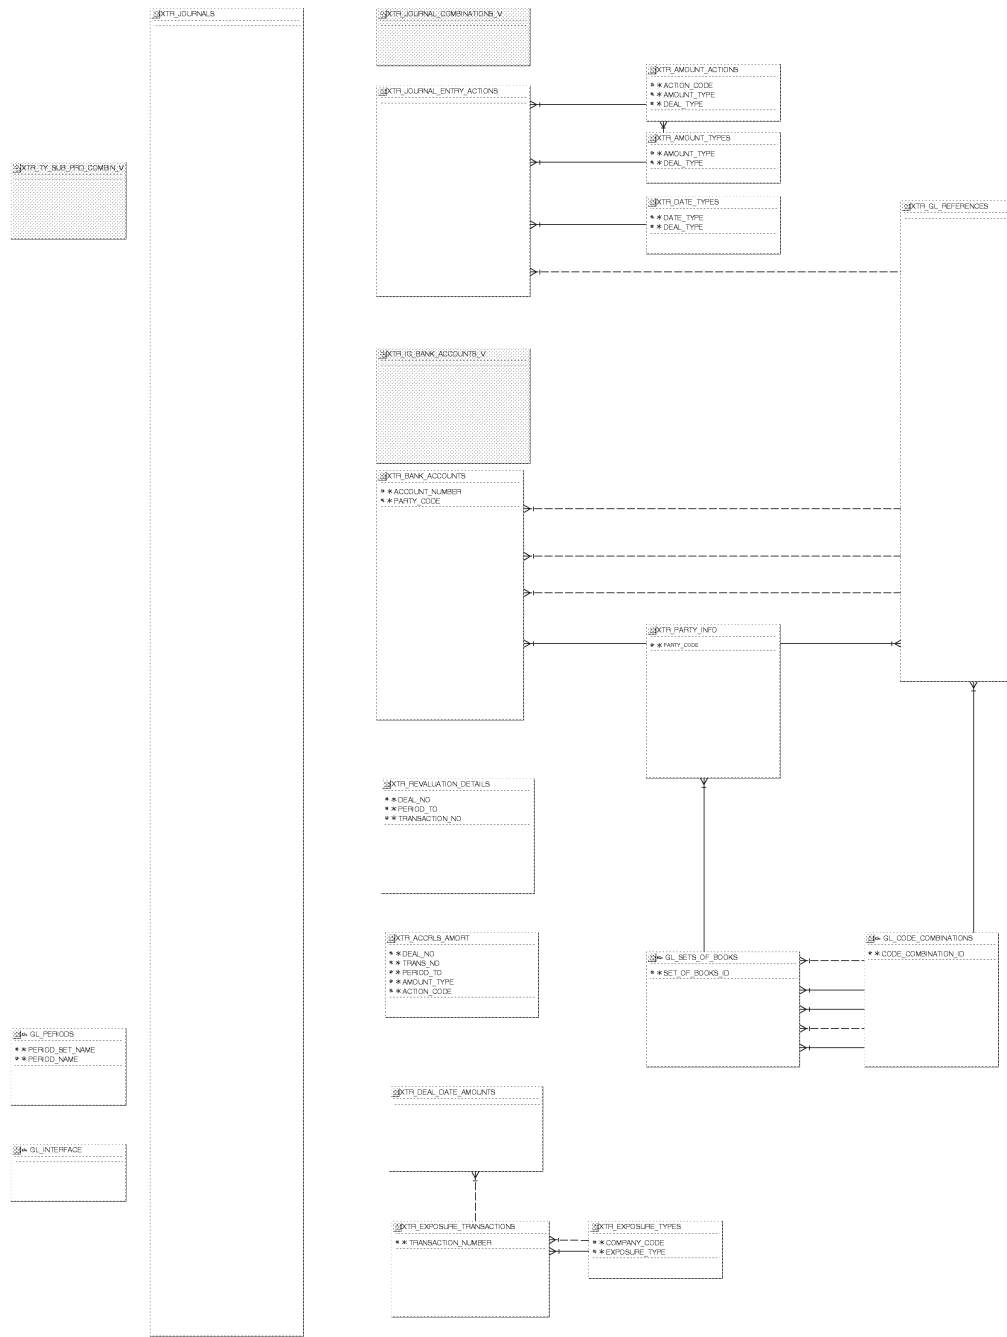 XTR_JOURNALS
XTR_JOURNAL_COMBINATIONS_V
XTR_AMOUNT_ACTIONS
* ACTION_CODE
* AMOUNT_TYPE
* DEAL_TYPE
XTR_JOURNAL_ENTRY_ACTIONS
XTR_AMOUNT_TYPES
* AMOUNT_TYPE
* DEAL_TYPE
XTR_TY_SUB_PRO_COMBIN_V
XTR_DATE_TYPES
* DATE_TYPE
* DEAL_TYPE
XTR_GL_REFERENCES
XTR_IG_BANK_ACCOUNTS_V
XTR_BANK_ACCOUNTS
* ACCOUNT_NUMBER
* PARTY_CODE
XTR_PARTY_INFO
* PARTY_CODE
XTR_REVALUATION_DETAILS
* DEAL_NO
* PERIOD_TO
* TRANSACTION_NO
XTR_ACCRLS_AMORT
* DEAL_NO
* TRANS_NO
* PERIOD_TO
* AMOUNT_TYPE
* ACTION_CODE
GL_SETS_OF_BOOKS
* SET_OF_BOOKS_ID
GL_CODE_COMBINATIONS
* CODE_COMBINATION_ID
GL_PERIODS
* PERIOD_SET_NAME
* PERIOD_NAME
XTR_DEAL_DATE_AMOUNTS
GL_INTERFACE
XTR_EXPOSURE_TRANSACTIONS
* TRANSACTION_NUMBER
XTR_EXPOSURE_TYPES
* COMPANY_CODE
* EXPOSURE_TYPE